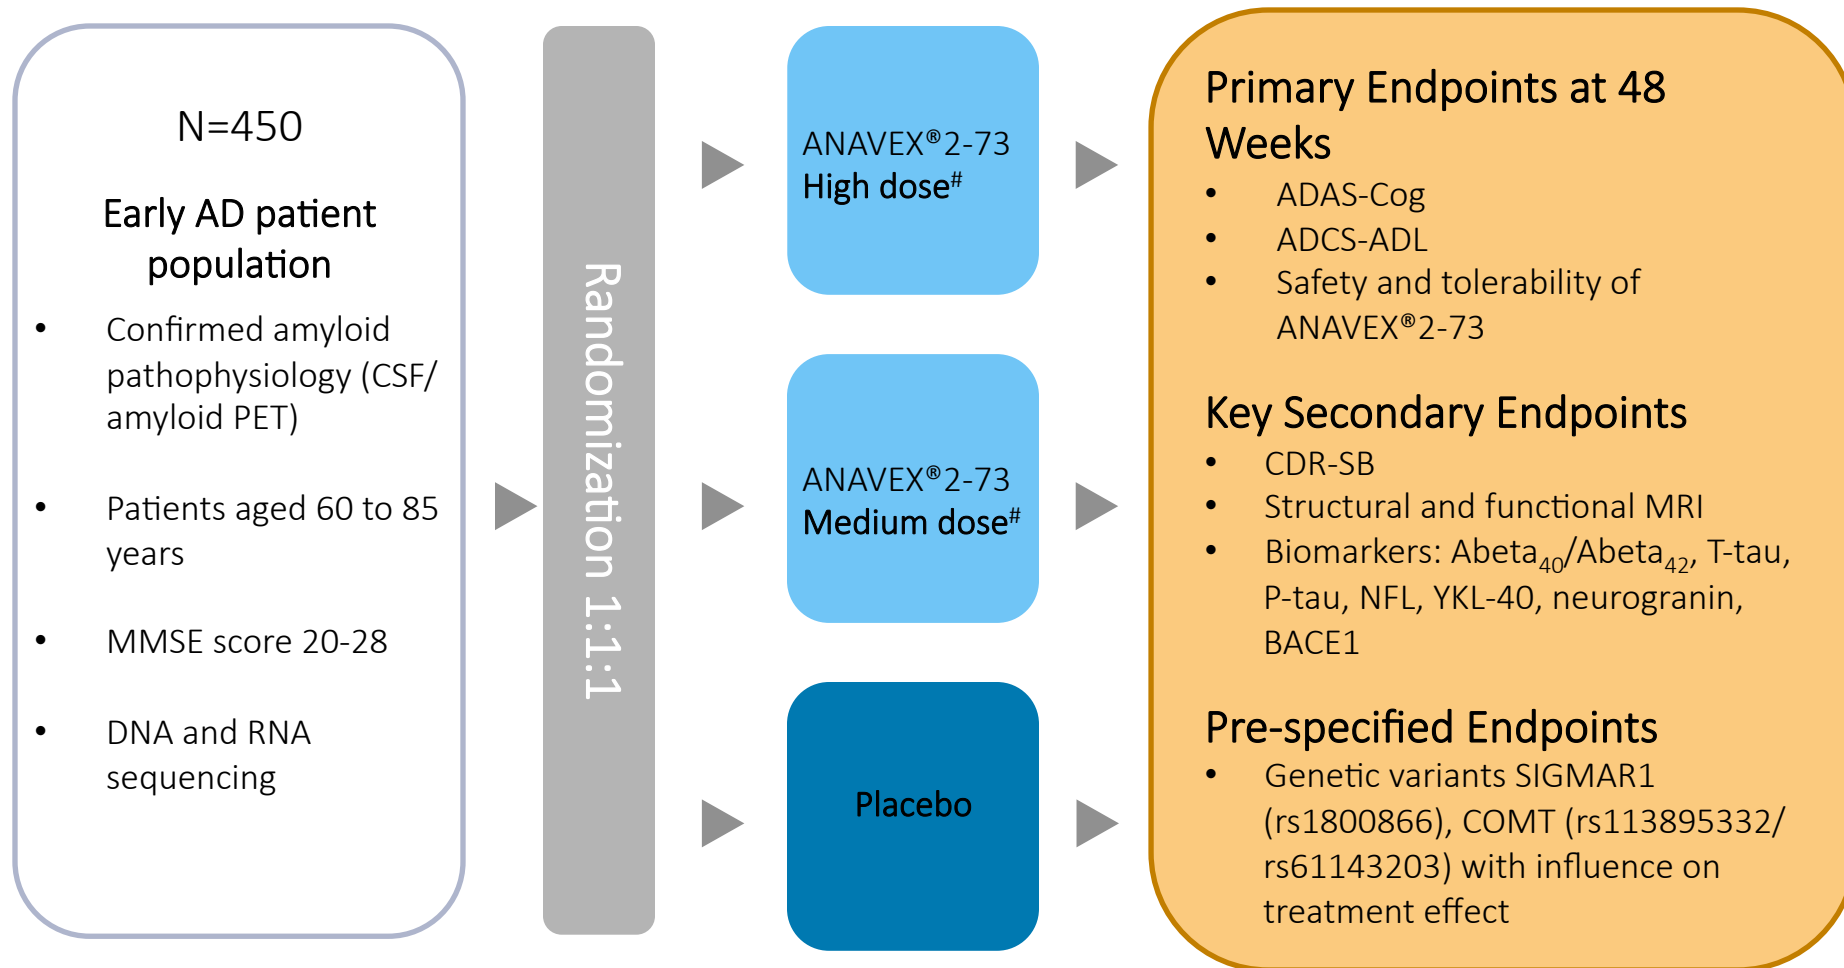 N=450
Early AD patient
population
• Confirmed amyloid
pathophysiology (CSF/
amyloid PET)
• Patients aged 60 to 85
years
• MMSE score 20-28
• DNA and RNA
sequencing
Randomization 1:1:1
ANAVEX®2-73
High dose#
ANAVEX®2-73
Medium dose#
Placebo
Primary Endpoints at 48
Weeks
• ADAS-Cog
• ADCS-ADL
• Safety and tolerability of
ANAVEX®2-73
Key Secondary Endpoints
• CDR-SB
• Structural and functional MRI
• Biomarkers: Abeta₄₀/Abeta₄₂, T-tau,
P-tau, NFL, YKL-40, neurogranin,
BACE1
Pre-specified Endpoints
• Genetic variants SIGMAR1
(rs1800866), COMT (rs113895332/
rs61143203) with influence on
treatment effect